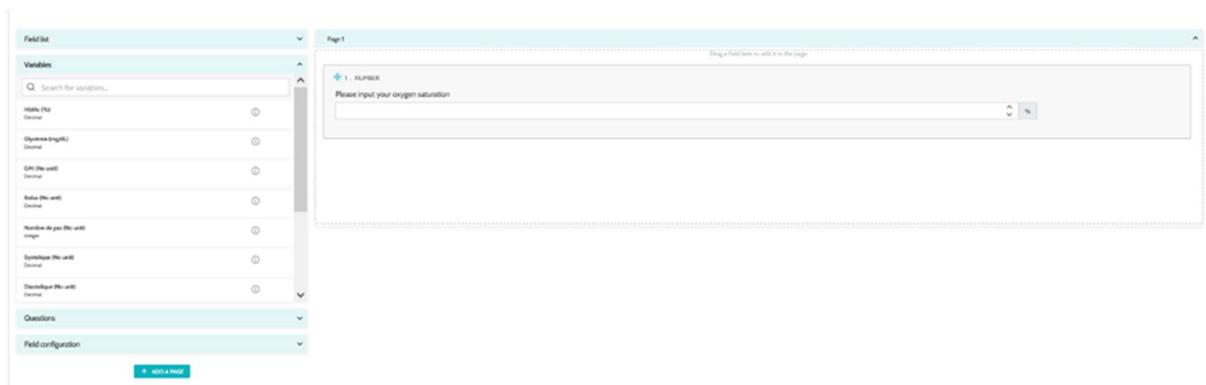 Field list
Variables
Search for variables...
HbA1c (%)
Decimal
Glycémie (mg/dL)
Decimal
GMI (No unit)
Decimal
Bolus (No unit)
Decimal
Nombre de pas (No unit)
Integer
Systolique (No unit)
Decimal
Diastolique (No unit)
Decimal
Questions
Field configuration
+ ADD A PAGE
Page 1
Drag a field here to add it to the page
1 . NUMBER
Please input your oxygen saturation
%